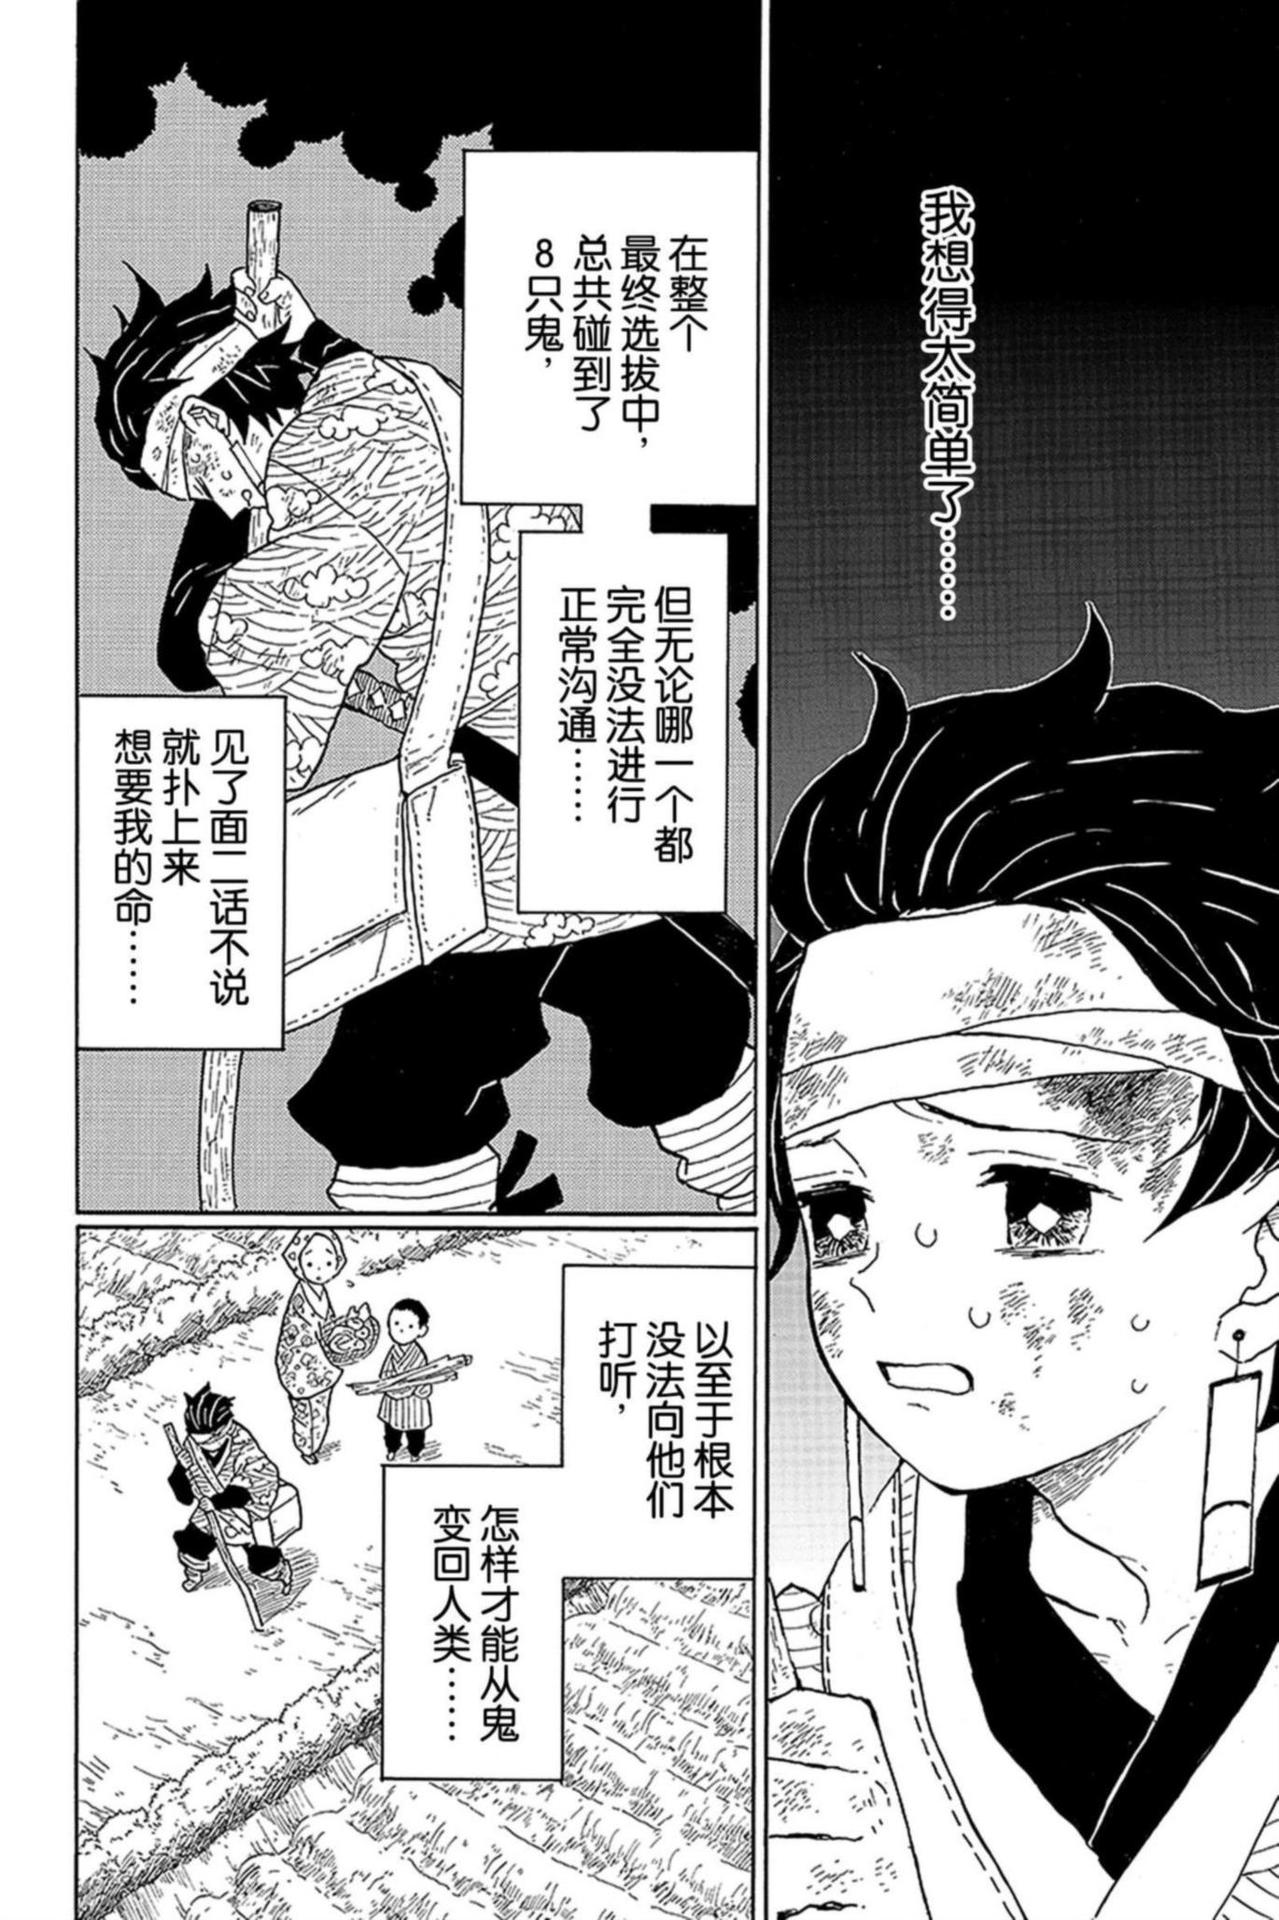 我想得太简单了……
在整个
最终选拔中，
总共碰到了
8只鬼，
但无论哪一个都
完全没法进行
正常沟通……
见了面二话不说
就扑上来
想要我的命……
以至于根本
没法向他们
打听，
怎样才能从鬼
变回人类……